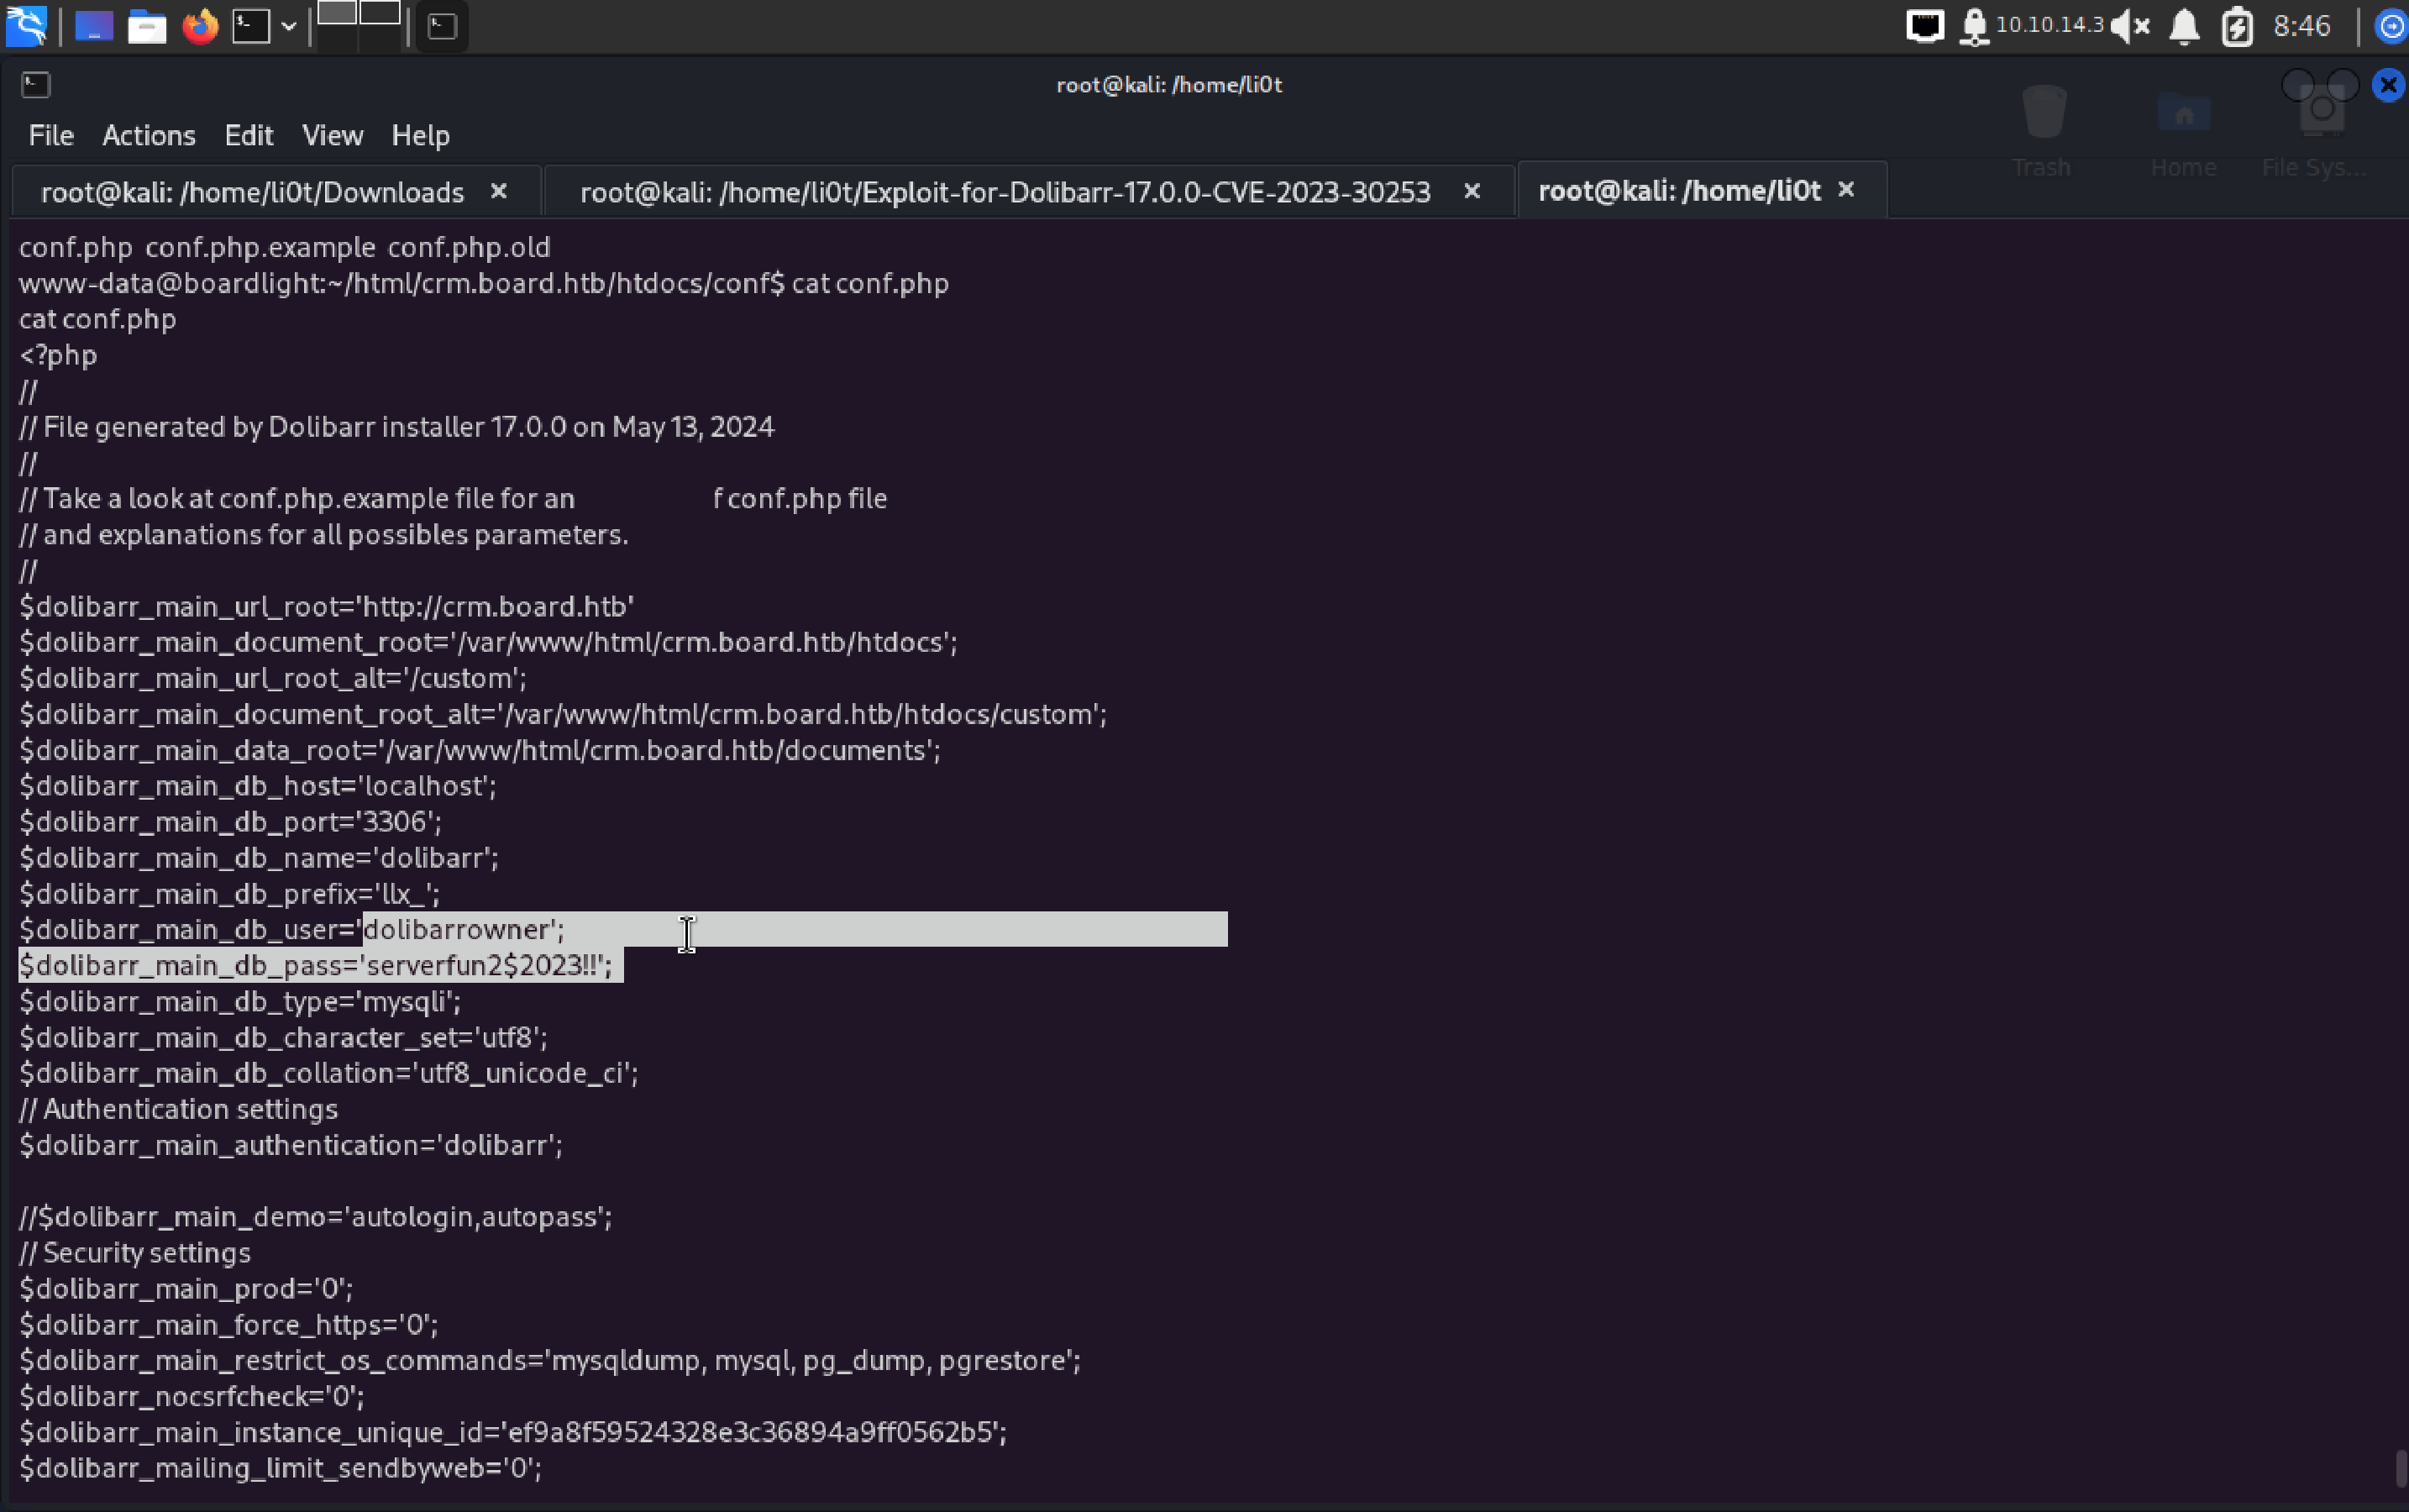 10.10.14.3
8:46
root@kali: /home/li0t
File Actions Edit View Help
Trash Home File Sys...
root@kali: /home/li0t/Downloads × root@kali: /home/li0t/Exploit-for-Dolibarr-17.0.0-CVE-2023-30253 × root@kali: /home/li0t ×
conf.php conf.php.example conf.php.old
www-data@boardlight:~/html/crm.board.htb/htdocs/conf$ cat conf.php
cat conf.php
<?php
//
// File generated by Dolibarr installer 17.0.0 on May 13, 2024
//
// Take a look at conf.php.example file for an f conf.php file
// and explanations for all possibles parameters.
//
$dolibarr_main_url_root='http://crm.board.htb'
$dolibarr_main_document_root='/var/www/html/crm.board.htb/htdocs';
$dolibarr_main_url_root_alt='/custom';
$dolibarr_main_document_root_alt='/var/www/html/crm.board.htb/htdocs/custom';
$dolibarr_main_data_root='/var/www/html/crm.board.htb/documents';
$dolibarr_main_db_host='localhost';
$dolibarr_main_db_port='3306';
$dolibarr_main_db_name='dolibarr';
$dolibarr_main_db_prefix='llx_';
$dolibarr_main_db_user='dolibarrowner';
$dolibarr_main_db_pass='serverfun2$2023!!';
$dolibarr_main_db_type='mysqli';
$dolibarr_main_db_character_set='utf8';
$dolibarr_main_db_collation='utf8_unicode_ci';
// Authentication settings
$dolibarr_main_authentication='dolibarr';
//$dolibarr_main_demo='autologin,autopass';
// Security settings
$dolibarr_main_prod='0';
$dolibarr_main_force_https='0';
$dolibarr_main_restrict_os_commands='mysqldump, mysql, pg_dump, pgrestore';
$dolibarr_nocsrfcheck='0';
$dolibarr_main_instance_unique_id='ef9a8f59524328e3c36894a9ff0562b5';
$dolibarr_mailing_limit_sendbyweb='0';